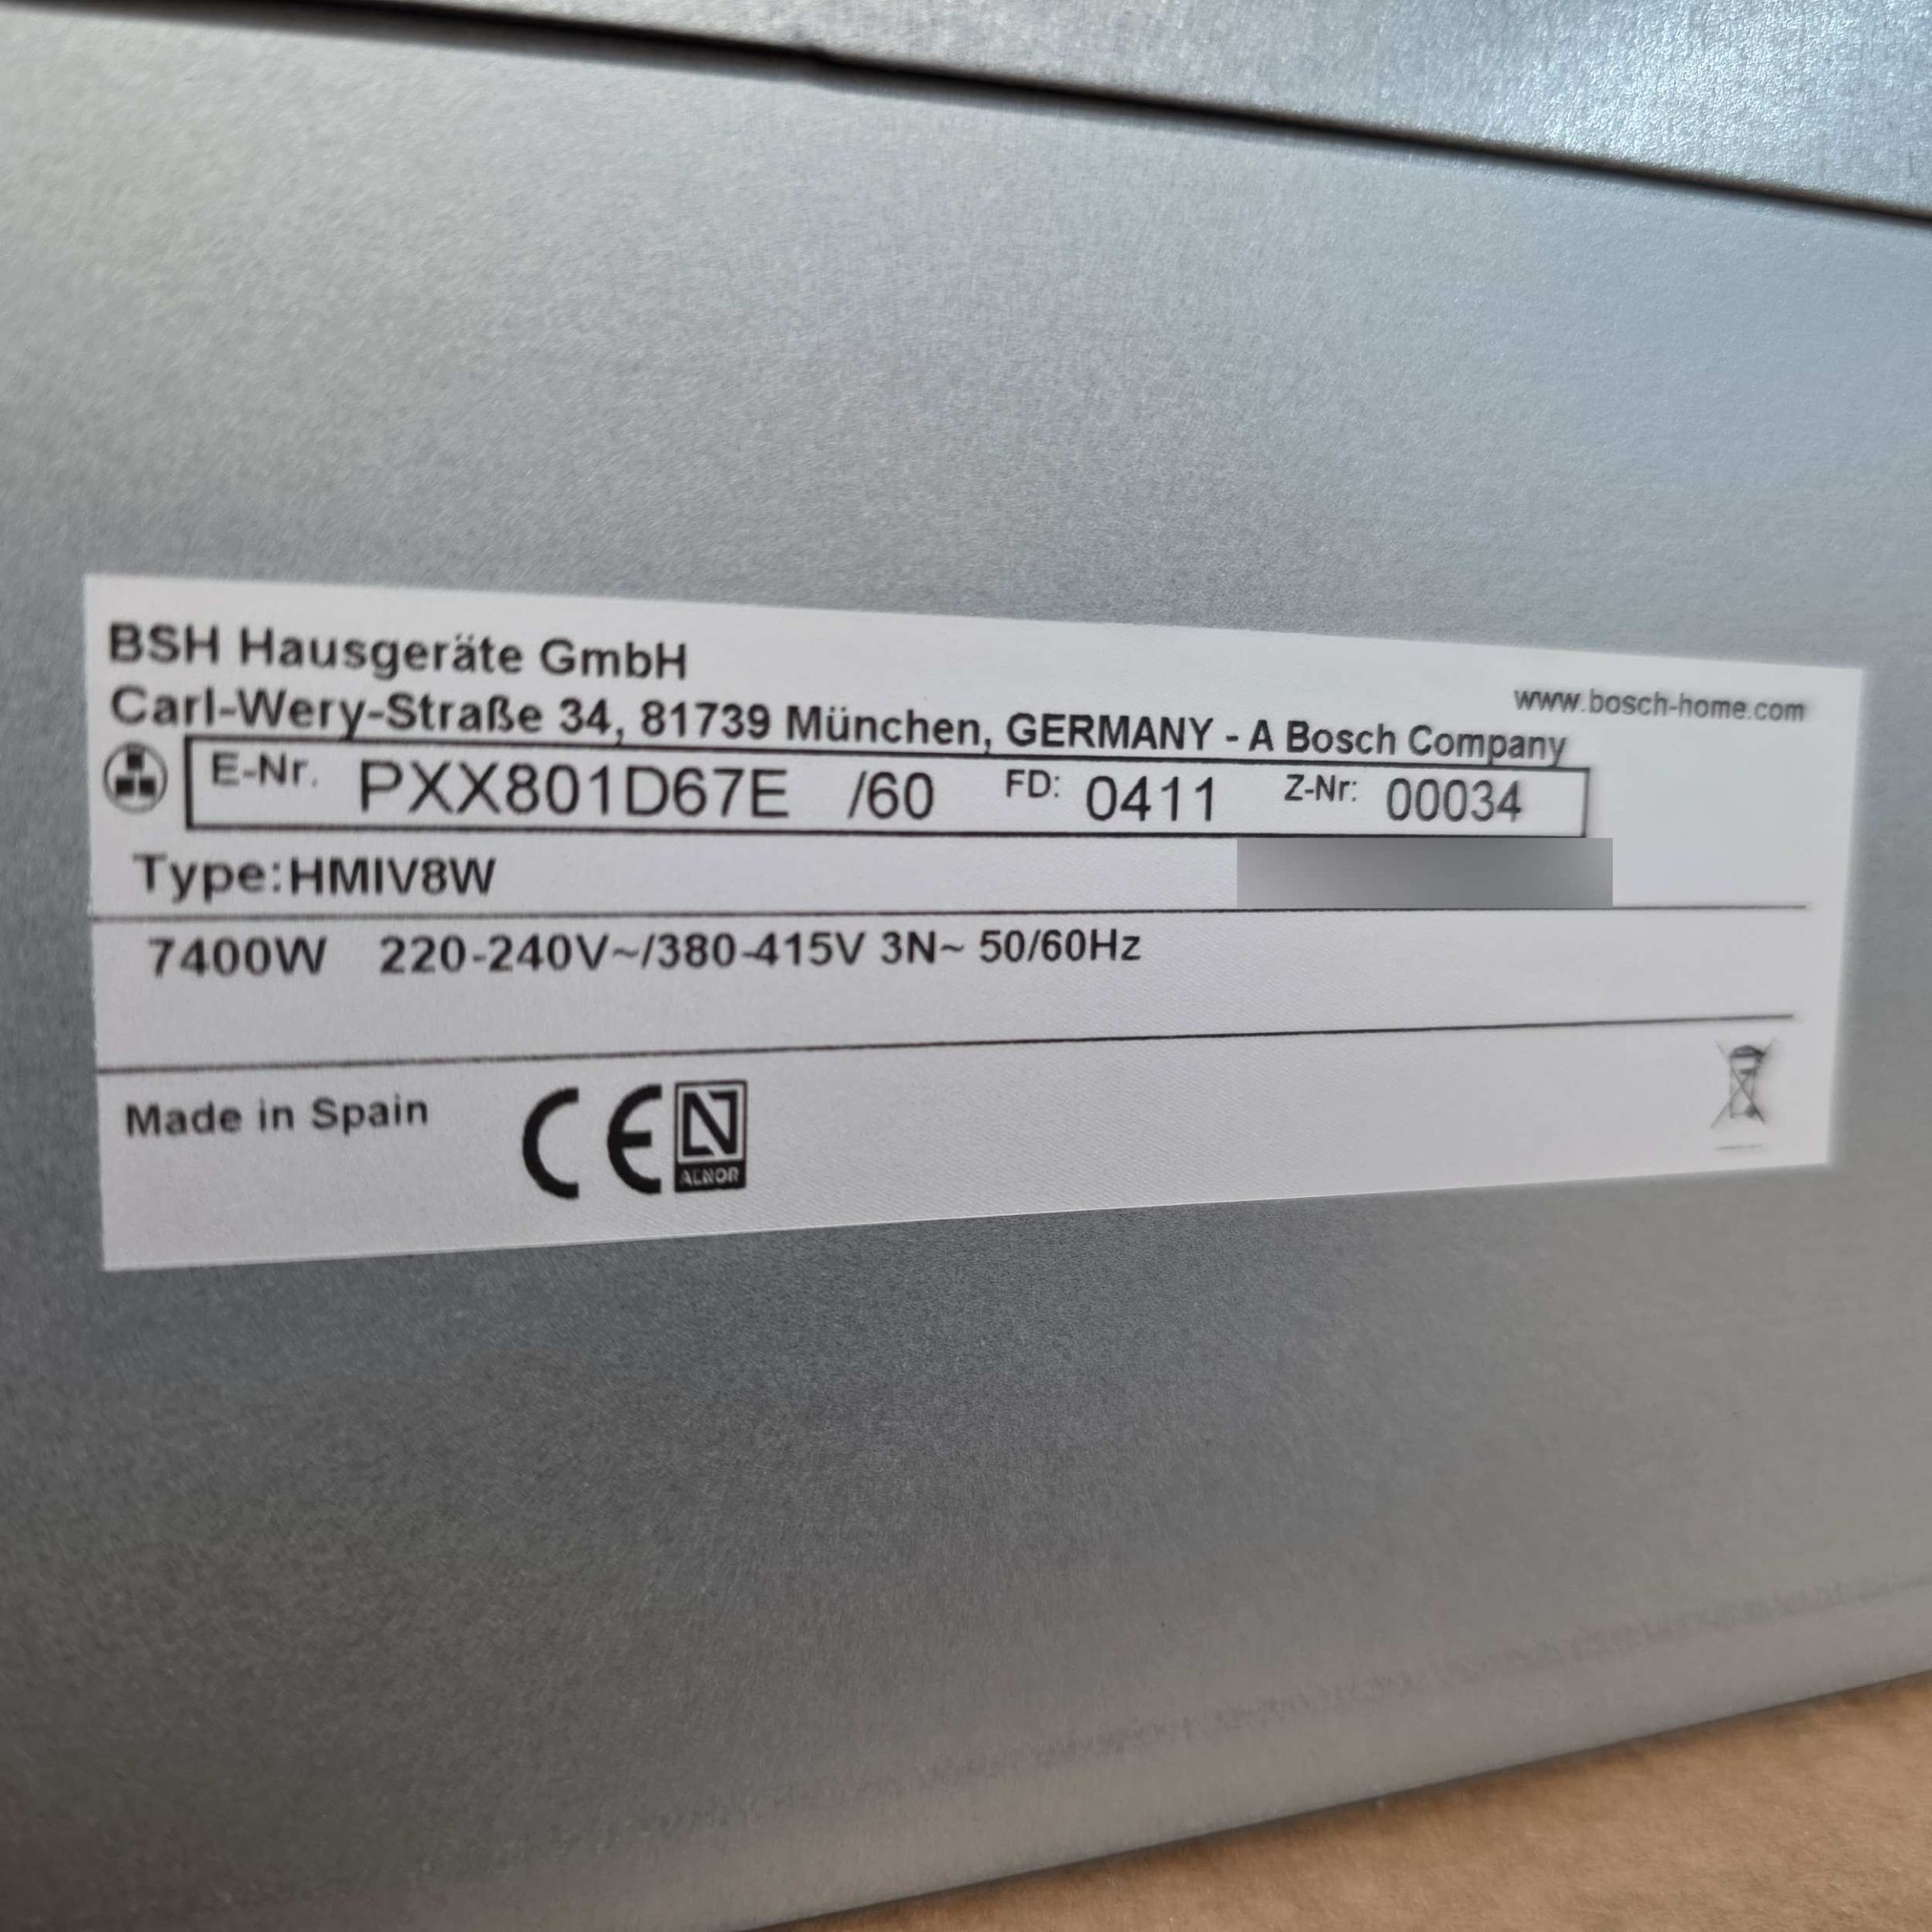 BSH Hausgeräte GmbH
www.bosch-home.com
Carl-Wery-Straße 34, 81739 München, GERMANY - A Bosch Company
E-Nr. PXX801D67E /60 FD: 0411 Z-Nr: 00034
Type:HMIV8W
7400W 220-240V~/380-415V 3N~ 50/60Hz
Made in Spain CE N
AENOR